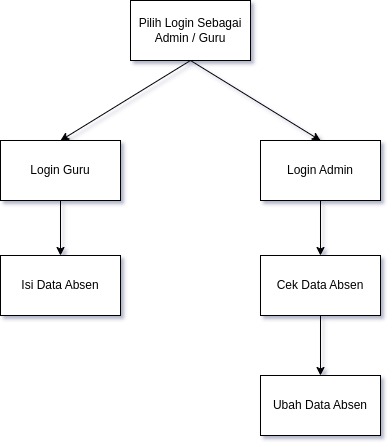 Pilih Login Sebagai
Admin / Guru
Login Guru
Login Admin
Isi Data Absen
Cek Data Absen
Ubah Data Absen